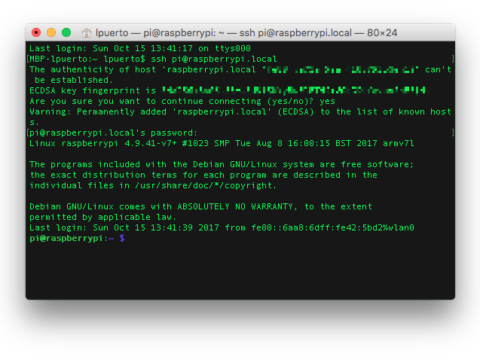 lpuerto — pi@raspberrypi: ~ — ssh pi@raspberrypi.local — 80×24
Last login: Sun Oct 15 13:41:17 on ttys000
[MBP-lpuerto:~ lpuerto$ ssh pi@raspberrypi.local ]
The authenticity of host 'raspberrypi.local can't
be established.
ECDSA key fingerprint is
Are you sure you want to continue connecting (yes/no)? yes
Warning: Permanently added 'raspberrypi.local' (ECDSA) to the list of known host
s.
[pi@raspberrypi.local's password: ]
Linux raspberrypi 4.9.41-v7+ #1023 SMP Tue Aug 8 16:00:15 BST 2017 armv7l
The programs included with the Debian GNU/Linux system are free software;
the exact distribution terms for each program are described in the
individual files in /usr/share/doc/*/copyright.
Debian GNU/Linux comes with ABSOLUTELY NO WARRANTY, to the extent
permitted by applicable law.
Last login: Sun Oct 15 13:41:39 2017 from fe80::6aa8:6dff:fe42:5bd2%wlan0
pi@raspberrypi:~ $